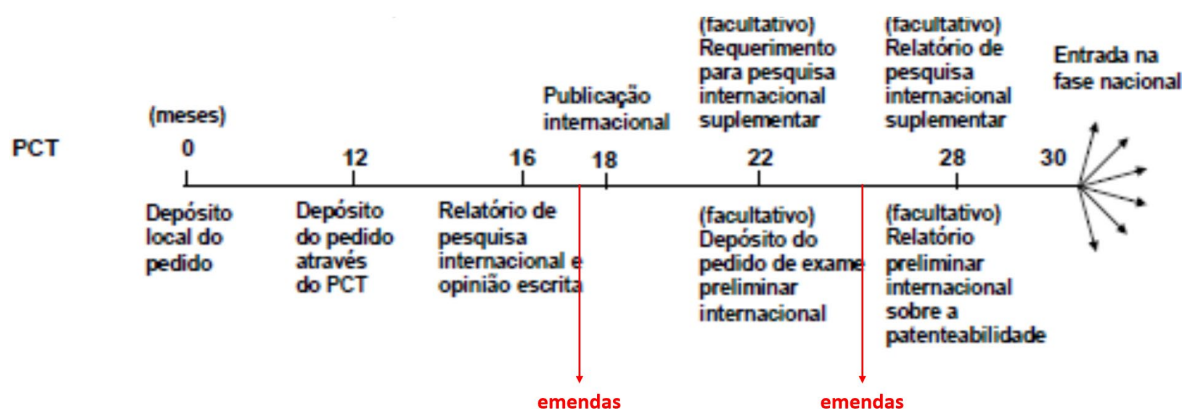 PCT
(meses)
0
12
16
18
22
28
30
Publicação
internacional
(facultativo)
Requerimento
para pesquisa
internacional
suplementar
(facultativo)
Relatório de
pesquisa
internacional
suplementar
Entrada na
fase nacional
Depósito
local do
pedido
Depósito
do pedido
através
do PCT
Relatório de
pesquisa
internacional e
opinião escrita
(facultativo)
Depósito do
pedido de exame
preliminar
internacional
(facultativo)
Relatório
preliminar
internacional
sobre a
patenteabilidade
emendas
emendas